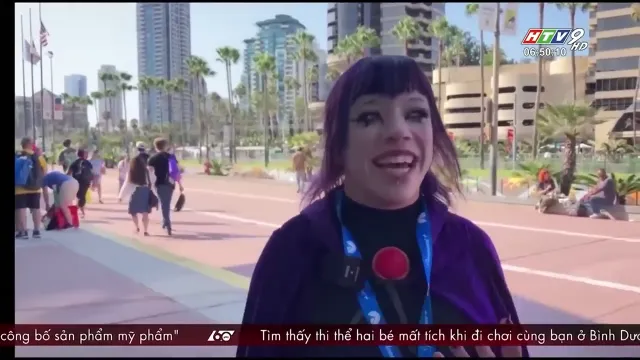 HTV9 HD
06:50:10
công bố sản phẩm mỹ phẩm" Tìm thấy thi thể hai bé mất tích khi đi chơi cùng bạn ở Bình Dư